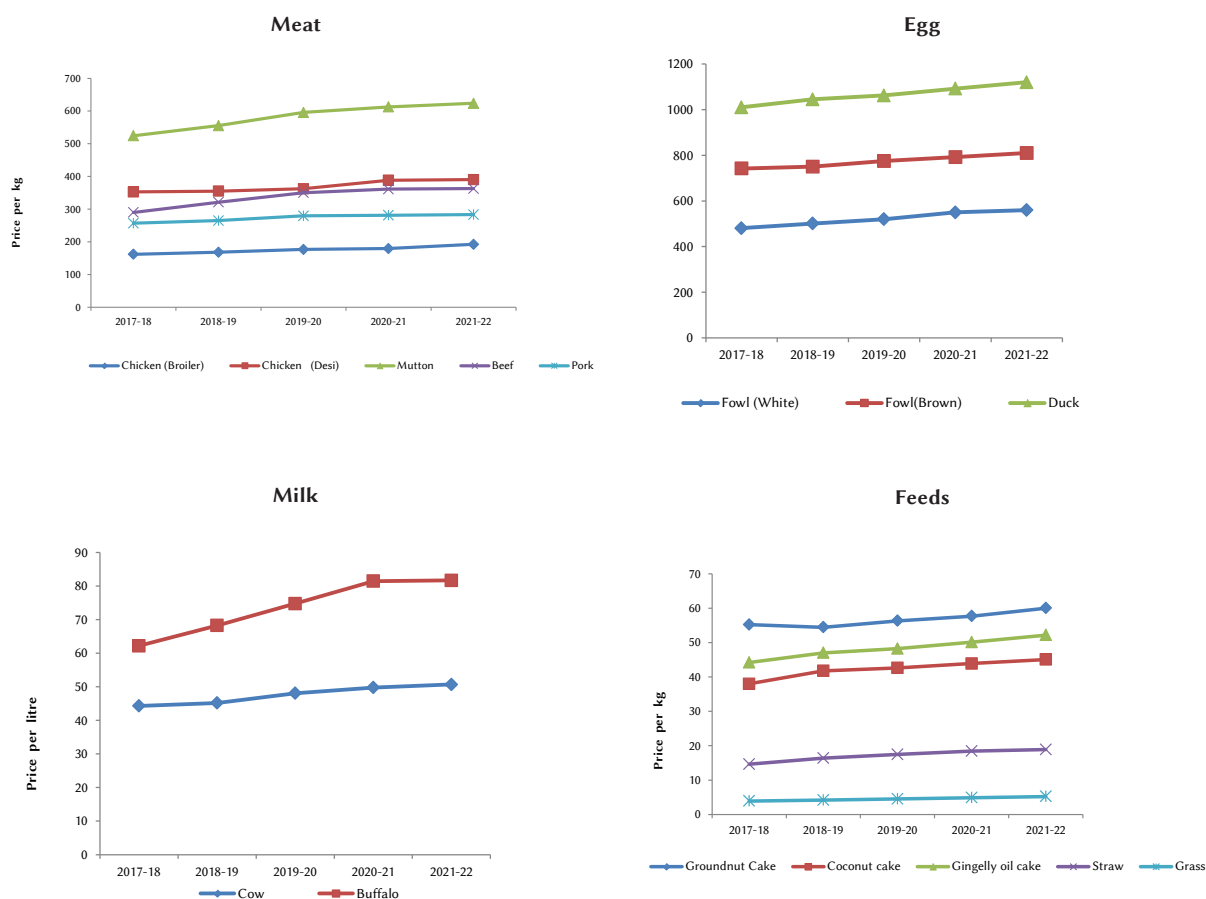 Meat
Price per kg
700
600
500
400
300
200
100
0
2017-18 2018-19 2019-20 2020-21 2021-22
Chicken (Broiler) Chicken (Desi) Mutton Beef Pork
Egg
1200
1000
800
600
400
200
0
2017-18 2018-19 2019-20 2020-21 2021-22
Fowl (White) Fowl(Brown) Duck
Milk
Price per litre
90
80
70
60
50
40
30
20
10
0
2017-18 2018-19 2019-20 2020-21 2021-22
Cow Buffalo
Feeds
Price per kg
70
60
50
40
30
20
10
0
2017-18 2018-19 2019-20 2020-21 2021-22
Groundnut Cake Coconut cake Gingelly oil cake Straw Grass